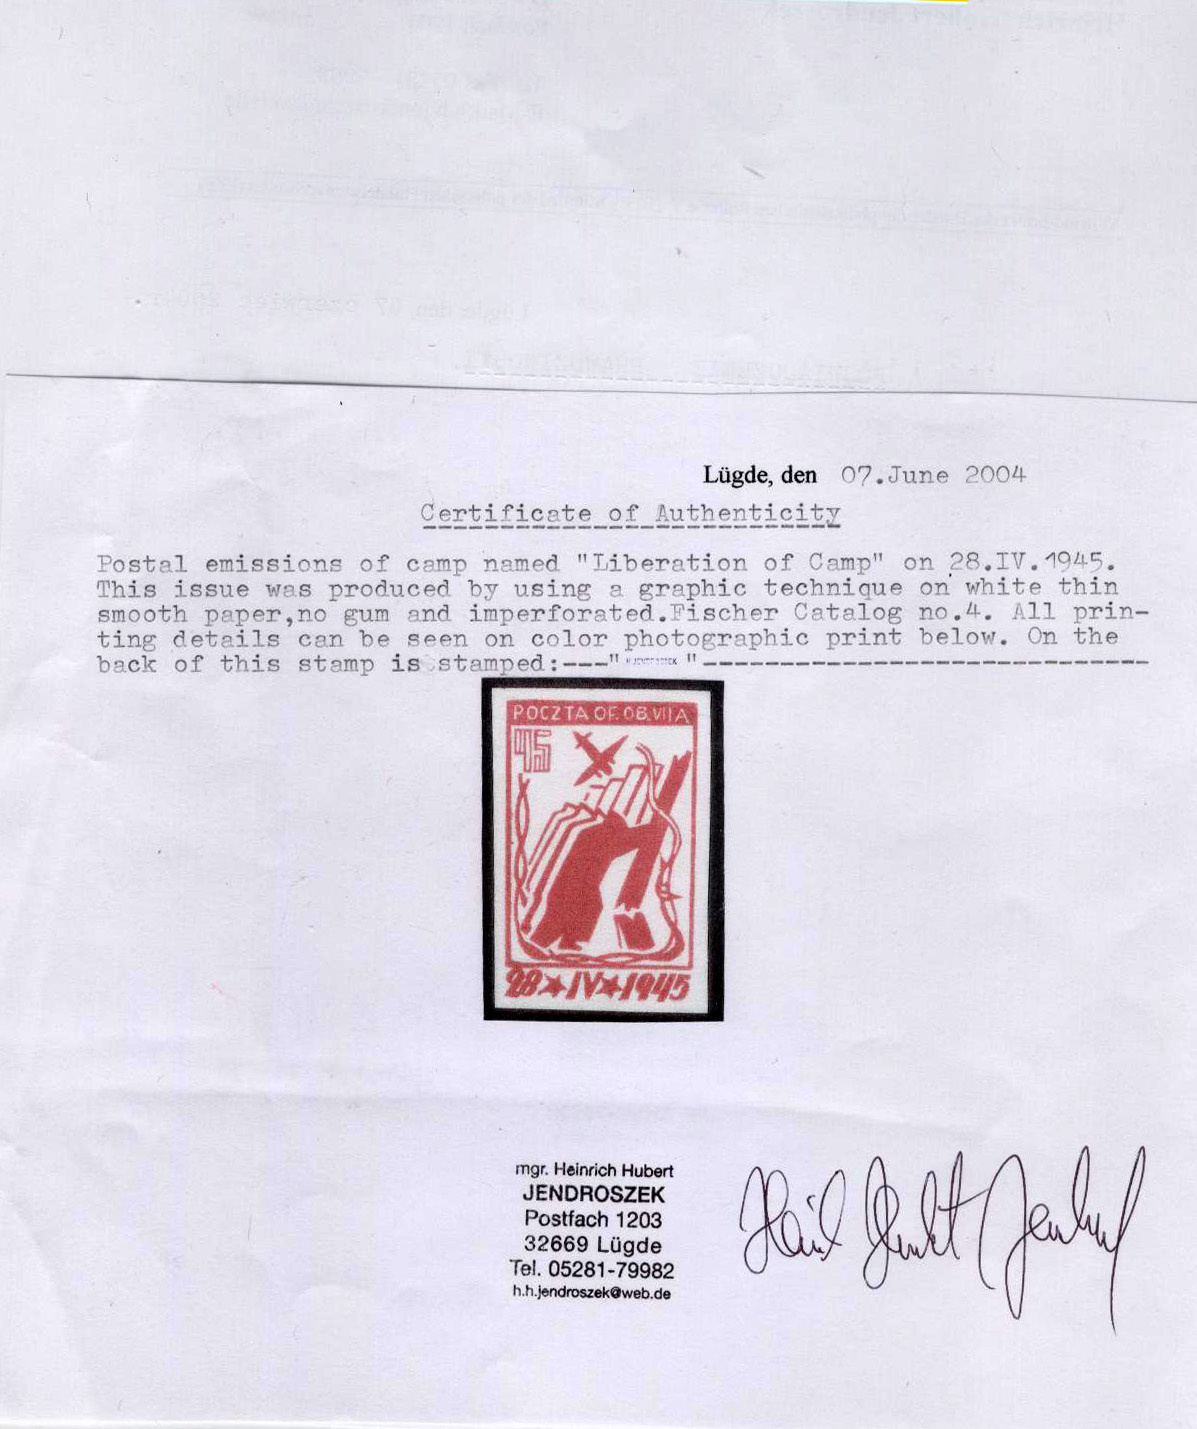 Lügde, den 07.June 2004
Certificate of Authenticity
Postal emissions of camp named "Liberation of Camp" on 28.IV.1945.
This issue was produced by using a graphic technique on white thin
smooth paper,no gum and imperforated.Fischer Catalog no.4. All prin-
ting details can be seen on color photographic print below. On the
back of this stamp is stamped:---" JENDROSZEK "------------------------------
POCZTA OF. OB. VII A
45
28★IV★1945
mgr. Heinrich Hubert
JENDROSZEK
Postfach 1203
32669 Lügde
Tel. 05281-79982
h.h.jendroszek@web.de